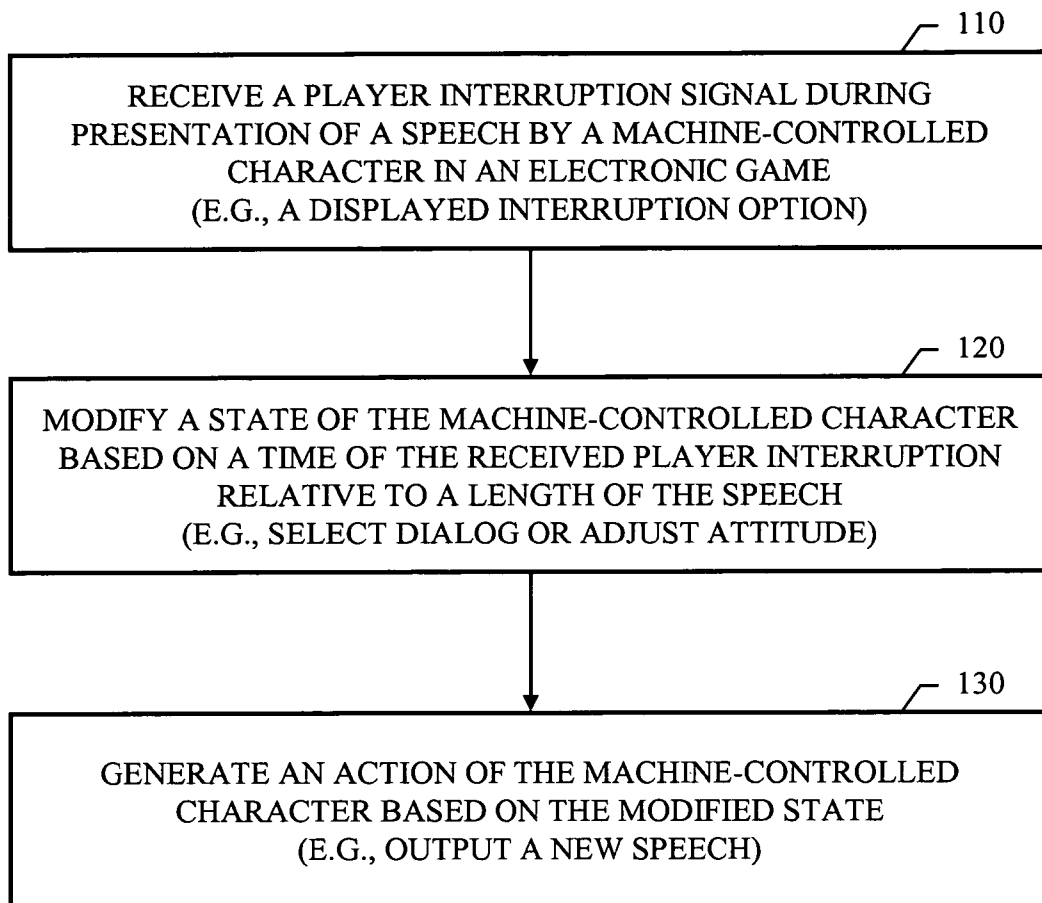 110
RECEIVE A PLAYER INTERRUPTION SIGNAL DURING
PRESENTATION OF A SPEECH BY A MACHINE-CONTROLLED
CHARACTER IN AN ELECTRONIC GAME
(E.G., A DISPLAYED INTERRUPTION OPTION)
120
MODIFY A STATE OF THE MACHINE-CONTROLLED CHARACTER
BASED ON A TIME OF THE RECEIVED PLAYER INTERRUPTION
RELATIVE TO A LENGTH OF THE SPEECH
(E.G., SELECT DIALOG OR ADJUST ATTITUDE)
130
GENERATE AN ACTION OF THE MACHINE-CONTROLLED
CHARACTER BASED ON THE MODIFIED STATE
(E.G., OUTPUT A NEW SPEECH)